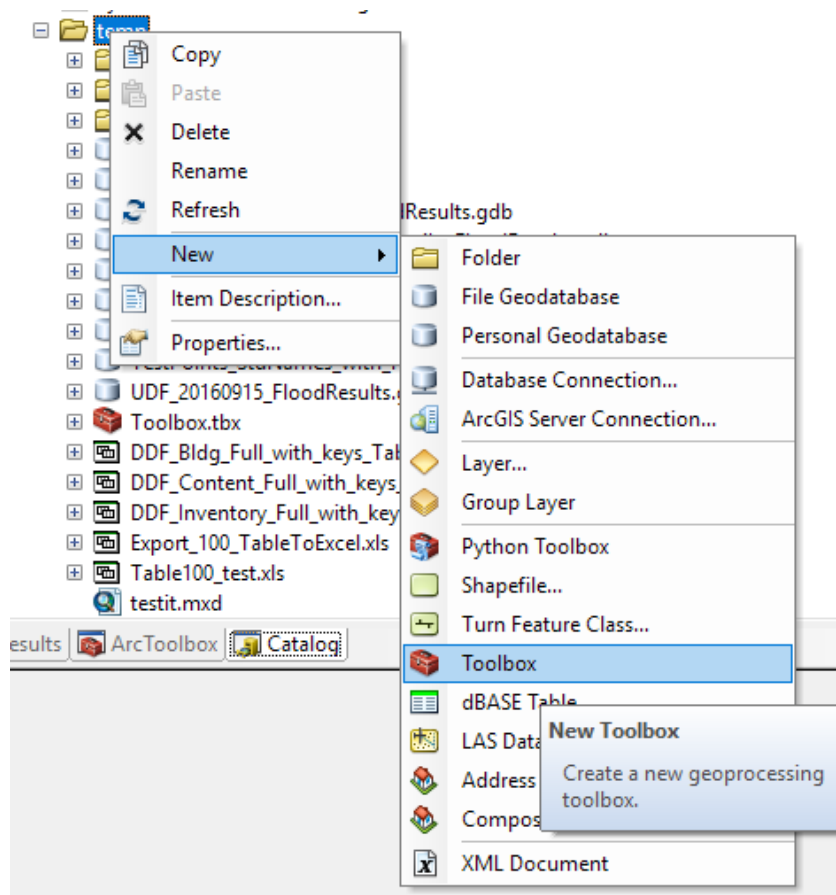 temp
Copy
Paste
Delete
Rename
Refresh
New
Item Description...
Properties...
lResults.gdb
UDF_20160915_FloodResults.
Toolbox.tbx
DDF_Bldg_Full_with_keys_Tab
DDF_Content_Full_with_keys_
DDF_Inventory_Full_with_key
Export_100_TableToExcel.xls
Table100_test.xls
testit.mxd
esults
ArcToolbox
Catalog
Folder
File Geodatabase
Personal Geodatabase
Database Connection...
ArcGIS Server Connection...
Layer...
Group Layer
Python Toolbox
Shapefile...
Turn Feature Class...
Toolbox
dBASE Table
LAS Data
Address
Compos
XML Document
New Toolbox
Create a new geoprocessing
toolbox.